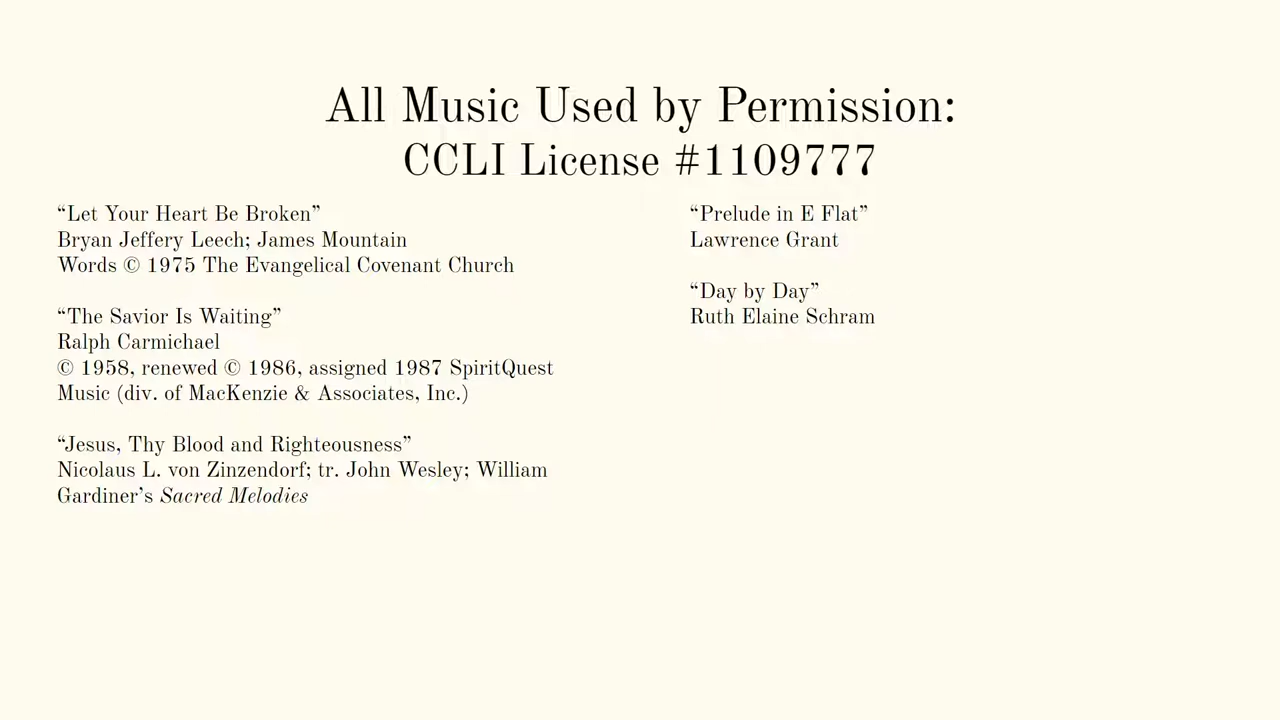 All Music Used by Permission:
CCLI License #1109777
“Let Your Heart Be Broken”
Bryan Jeffery Leech; James Mountain
Words © 1975 The Evangelical Covenant Church
“The Savior Is Waiting”
Ralph Carmichael
© 1958, renewed © 1986, assigned 1987 SpiritQuest
Music (div. of MacKenzie & Associates, Inc.)
“Jesus, Thy Blood and Righteousness”
Nicolaus L. von Zinzendorf; tr. John Wesley; William
Gardiner’s Sacred Melodies
“Prelude in E Flat”
Lawrence Grant
“Day by Day”
Ruth Elaine Schram